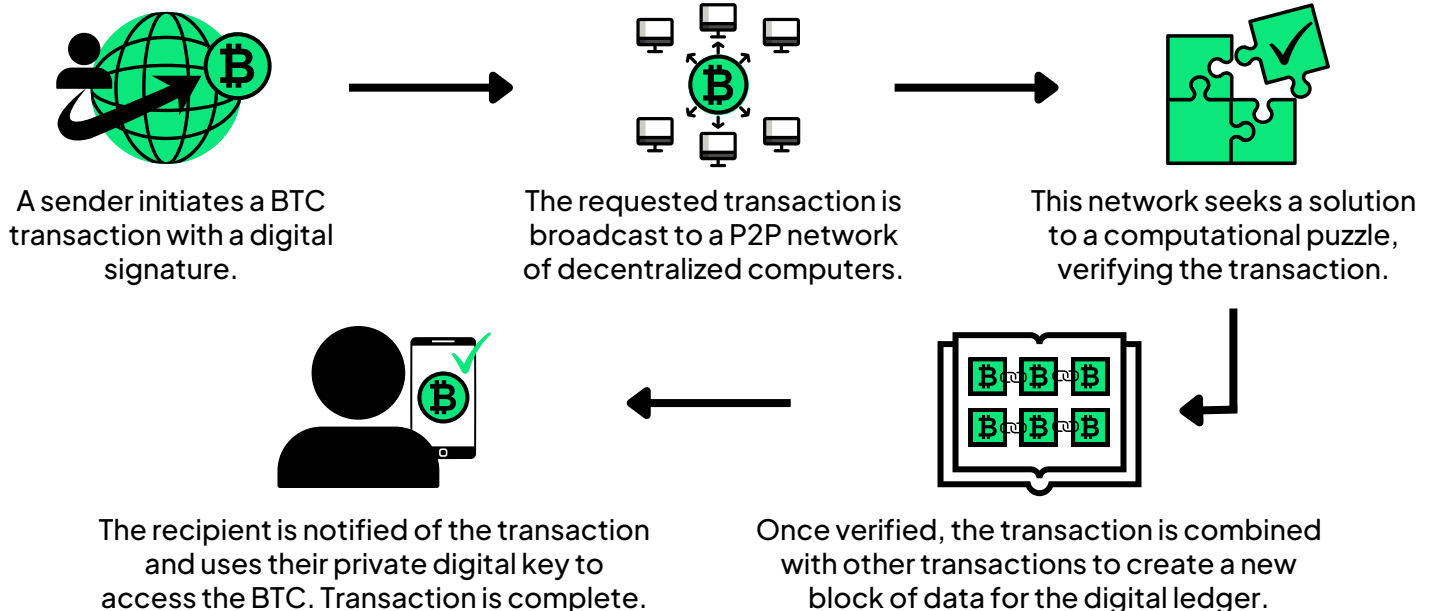 A sender initiates a BTC
transaction with a digital
signature.
The requested transaction is
broadcast to a P2P network
of decentralized computers.
This network seeks a solution
to a computational puzzle,
verifying the transaction.
Once verified, the transaction is combined
with other transactions to create a new
block of data for the digital ledger.
The recipient is notified of the transaction
and uses their private digital key to
access the BTC. Transaction is complete.